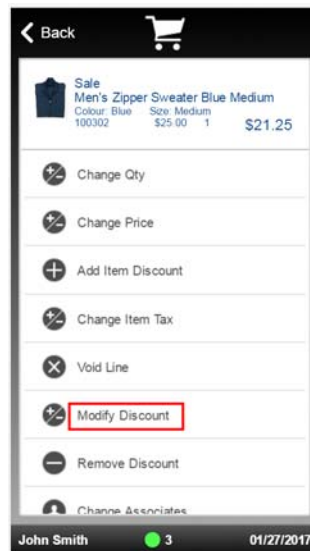 Back
Sale
Men's Zipper Sweater Blue Medium
Colour: Blue Size: Medium
100302 $25.00 1 $21.25
Change Qty
Change Price
Add Item Discount
Change Item Tax
Void Line
Modify Discount
Remove Discount
Change Associates
John Smith 3 01/27/2017